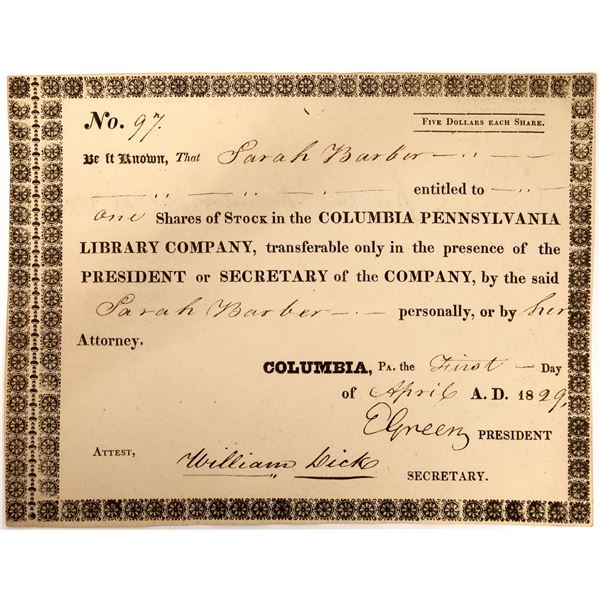 No. 97.
FIVE DOLLARS EACH SHARE.
Be it Known, That Sarah Barber
entitled to
one Shares of STOCK in the COLUMBIA PENNSYLVANIA
LIBRARY COMPANY, transferable only in the presence of the
PRESIDENT or SECRETARY of the COMPANY, by the said
Sarah Barber personally, or by her
Attorney.
COLUMBIA, PA. the First Day
of April A. D. 1829,
E Green PRESIDENT
ATTEST,
William Dick SECRETARY.